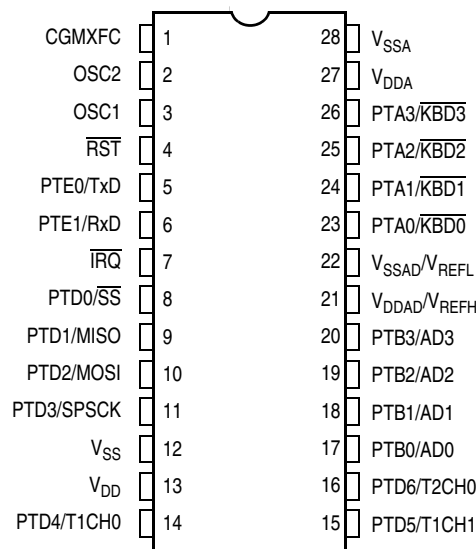 CGMXFC 1 28 VSSA
OSC2 2 27 VDDA
OSC1 3 26 PTA3/KBD3
RST 4 25 PTA2/KBD2
PTE0/TxD 5 24 PTA1/KBD1
PTE1/RxD 6 23 PTA0/KBD0
IRQ 7 22 VSSAD/VREFL
PTD0/SS 8 21 VDDAD/VREFH
PTD1/MISO 9 20 PTB3/AD3
PTD2/MOSI 10 19 PTB2/AD2
PTD3/SPSCK 11 18 PTB1/AD1
VSS 12 17 PTB0/AD0
VDD 13 16 PTD6/T2CH0
PTD4/T1CH0 14 15 PTD5/T1CH1